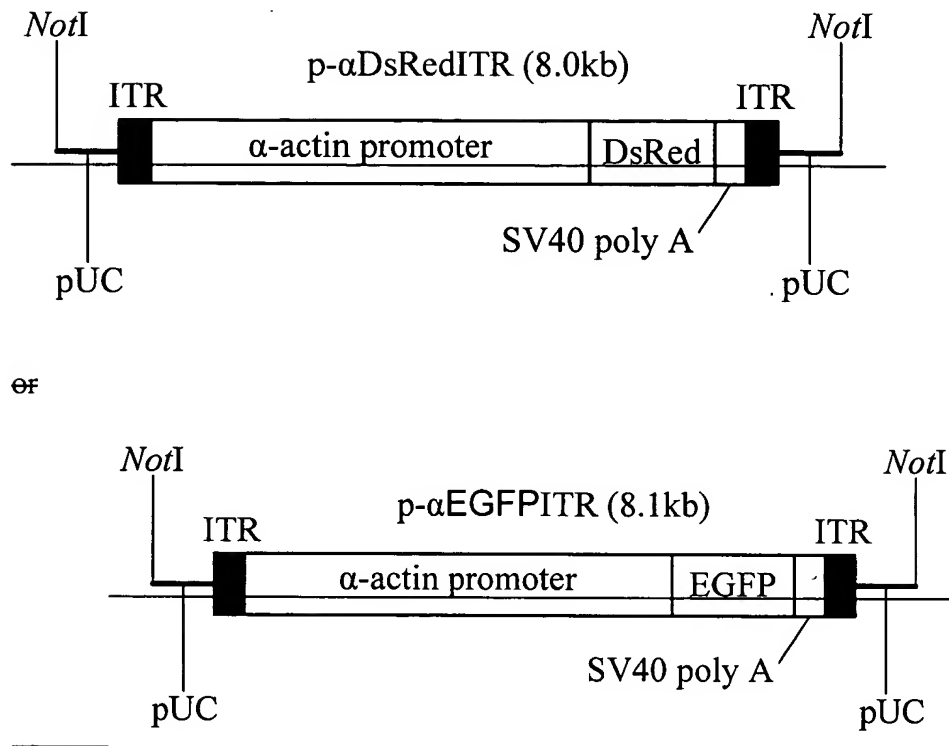 NotI
NotI
p-αDsRedITR (8.0kb)
ITR
ITR
α-actin promoter
DsRed
SV40 poly A
pUC
pUC
or
NotI
NotI
p-αEGFPITR (8.1kb)
ITR
ITR
α-actin promoter
EGFP
SV40 poly A
pUC
pUC